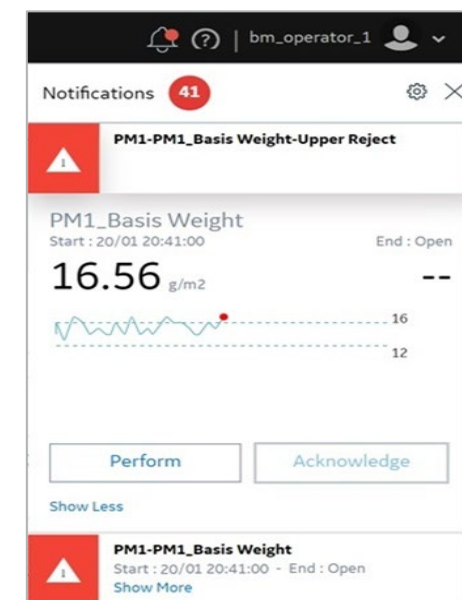 bm_operator_1
Notifications 41
PM1-PM1_Basis Weight-Upper Reject
1
PM1_Basis Weight
Start : 20/01 20:41:00 End : Open
16.56 g/m2 --
16
12
Perform Acknowledge
Show Less
PM1-PM1_Basis Weight
1
Start : 20/01 20:41:00 - End : Open
Show More